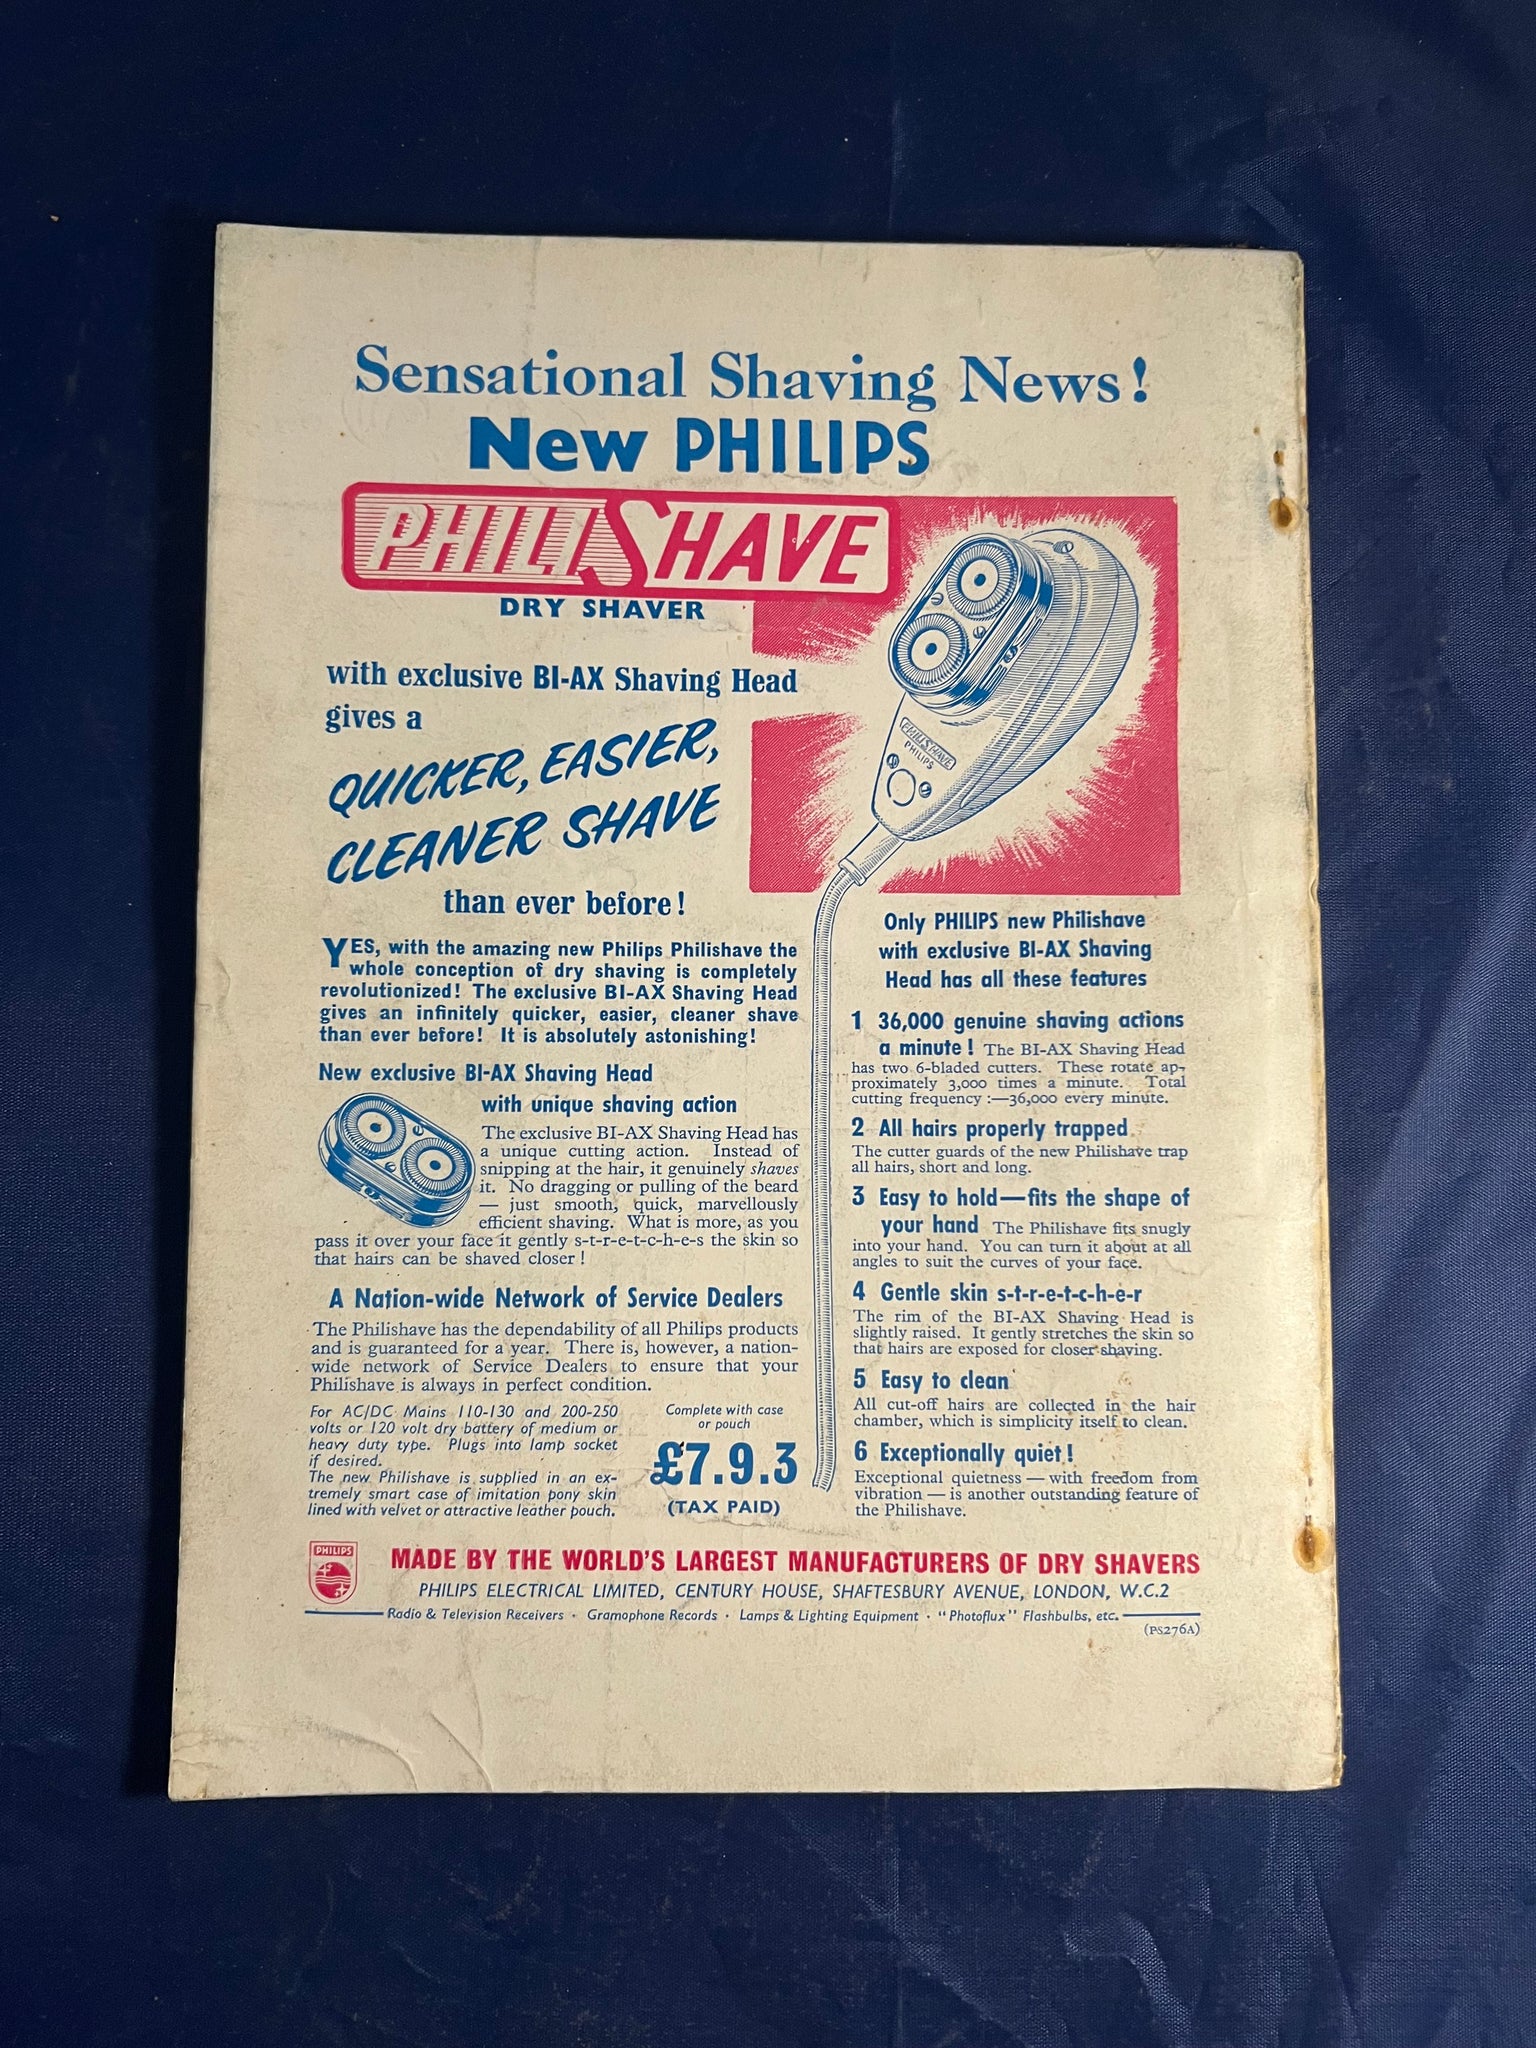 Sensational Shaving News!
New PHILIPS
PHILISHAVE
DRY SHAVER
with exclusive BI-AX Shaving Head
gives a
QUICKER, EASIER,
CLEANER SHAVE
than ever before!
PHILISHAVE
PHILIPS
YES, with the amazing new Philips Philishave the
whole conception of dry shaving is completely
revolutionized! The exclusive BI-AX Shaving Head
gives an infinitely quicker, easier, cleaner shave
than ever before! It is absolutely astonishing!
New exclusive BI-AX Shaving Head
with unique shaving action
The exclusive BI-AX Shaving Head has
a unique cutting action. Instead of
snipping at the hair, it genuinely shaves
it. No dragging or pulling of the beard
— just smooth, quick, marvellously
efficient shaving. What is more, as you
pass it over your face it gently s-t-r-e-t-c-h-e-s the skin so
that hairs can be shaved closer!
A Nation-wide Network of Service Dealers
The Philishave has the dependability of all Philips products
and is guaranteed for a year. There is, however, a nation-
wide network of Service Dealers to ensure that your
Philishave is always in perfect condition.
For AC/DC Mains 110-130 and 200-250
volts or 120 volt dry battery of medium or
heavy duty type. Plugs into lamp socket
if desired.
The new Philishave is supplied in an ex-
tremely smart case of imitation pony skin
lined with velvet or attractive leather pouch.
Complete with case
or pouch
£7.9.3
(TAX PAID)
Only PHILIPS new Philishave
with exclusive BI-AX Shaving
Head has all these features
1 36,000 genuine shaving actions
a minute! The BI-AX Shaving Head
has two 6-bladed cutters. These rotate ap-
proximately 3,000 times a minute. Total
cutting frequency :—36,000 every minute.
2 All hairs properly trapped
The cutter guards of the new Philishave trap
all hairs, short and long.
3 Easy to hold—fits the shape of
your hand The Philishave fits snugly
into your hand. You can turn it about at all
angles to suit the curves of your face.
4 Gentle skin s-t-r-e-t-c-h-e-r
The rim of the BI-AX Shaving Head is
slightly raised. It gently stretches the skin so
that hairs are exposed for closer shaving.
5 Easy to clean
All cut-off hairs are collected in the hair
chamber, which is simplicity itself to clean.
6 Exceptionally quiet!
Exceptional quietness — with freedom from
vibration — is another outstanding feature of
the Philishave.
PHILIPS
MADE BY THE WORLD'S LARGEST MANUFACTURERS OF DRY SHAVERS
PHILIPS ELECTRICAL LIMITED, CENTURY HOUSE, SHAFTESBURY AVENUE, LONDON, W.C.2
Radio & Television Receivers · Gramophone Records · Lamps & Lighting Equipment · "Photoflux" Flashbulbs, etc.
(PS276A)